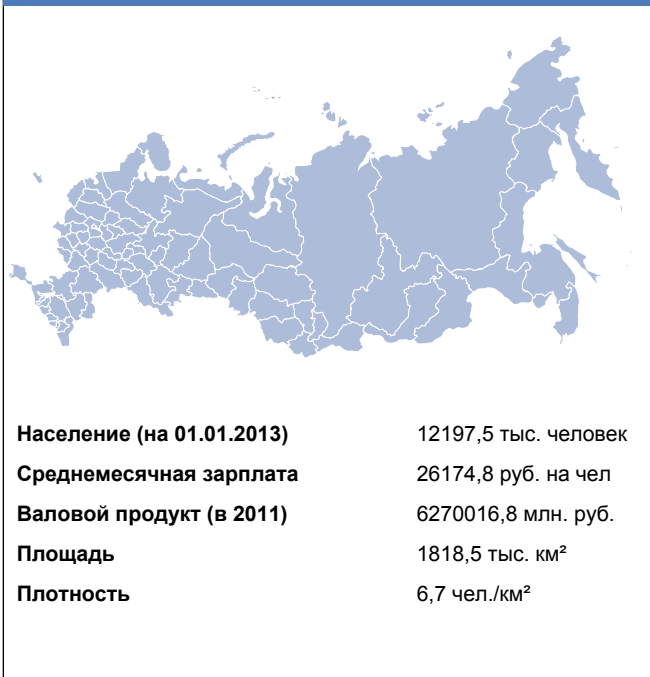 Население (на 01.01.2013) 12197,5 тыс. человек
Среднемесячная зарплата 26174,8 руб. на чел
Валовой продукт (в 2011) 6270016,8 млн. руб.
Площадь 1818,5 тыс. км²
Плотность 6,7 чел./км²